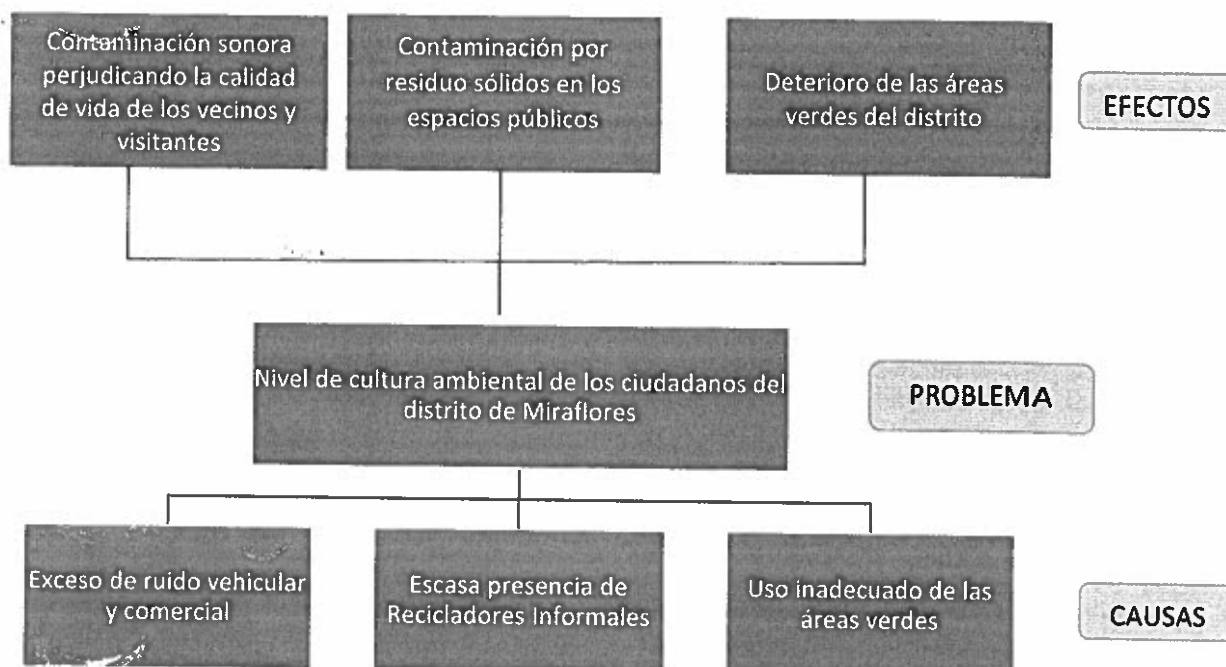 Contaminación sonora
perjudicando la calidad
de vida de los vecinos y
visitantes
Contaminación por
residuo sólidos en los
espacios públicos
Deterioro de las áreas
verdes del distrito
EFECTOS
Nivel de cultura ambiental de los ciudadanos del
distrito de Miraflores
PROBLEMA
Exceso de ruido vehicular
y comercial
Escasa presencia de
Recicladores Informales
Uso inadecuado de las
áreas verdes
CAUSAS